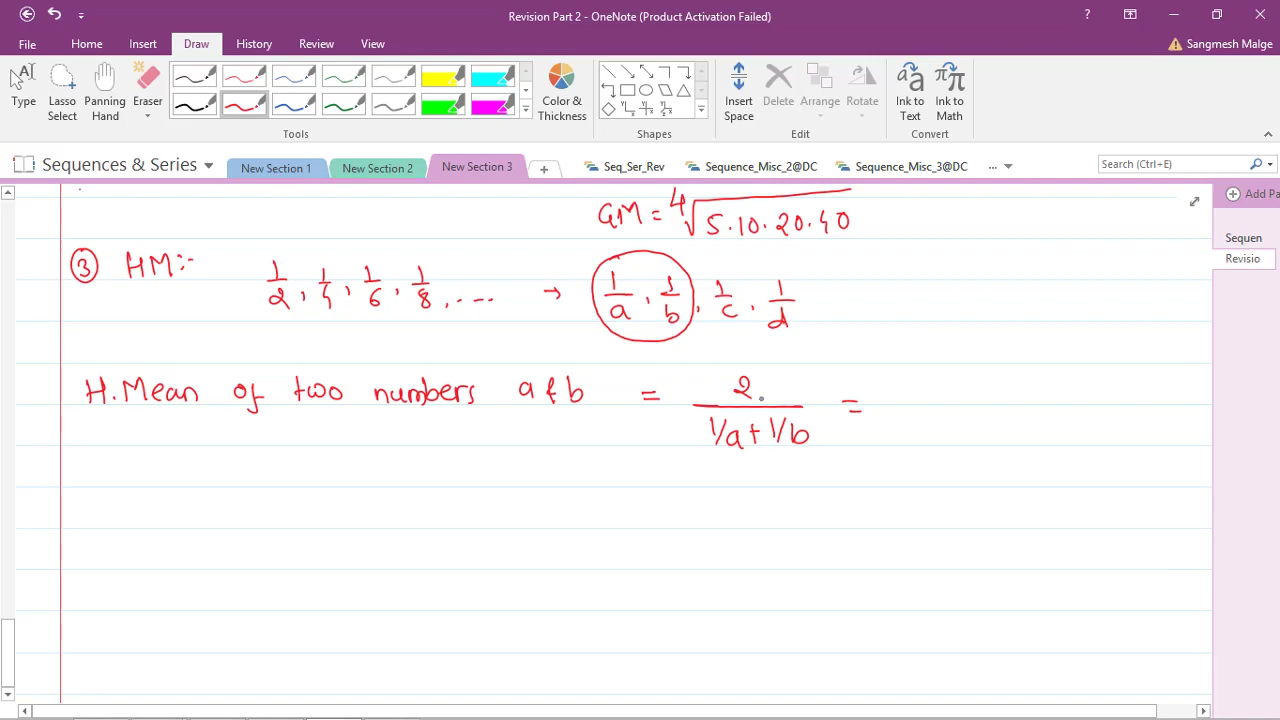 Revision Part 2 - OneNote (Product Activation Failed)
File Home Insert Draw History Review View Sangmesh Malge
Type Lasso Select Panning Hand Eraser Color & Thickness Insert Space Delete Arrange Rotate Ink to Text Ink to Math
Tools Shapes Edit Convert
Sequences & Series New Section 1 New Section 2 New Section 3 Seq_Ser_Rev Sequence_Misc_2@DC Sequence_Misc_3@DC ... Search (Ctrl+E)
Add Pa
Sequen
Revisio
GM = ∜5·10·20·40
③ HM:- 1/2, 1/4, 1/6, 1/8, .... → 1/a, 1/b, 1/c, 1/d
H.Mean of two numbers a & b = 2/(1/a+1/b) =